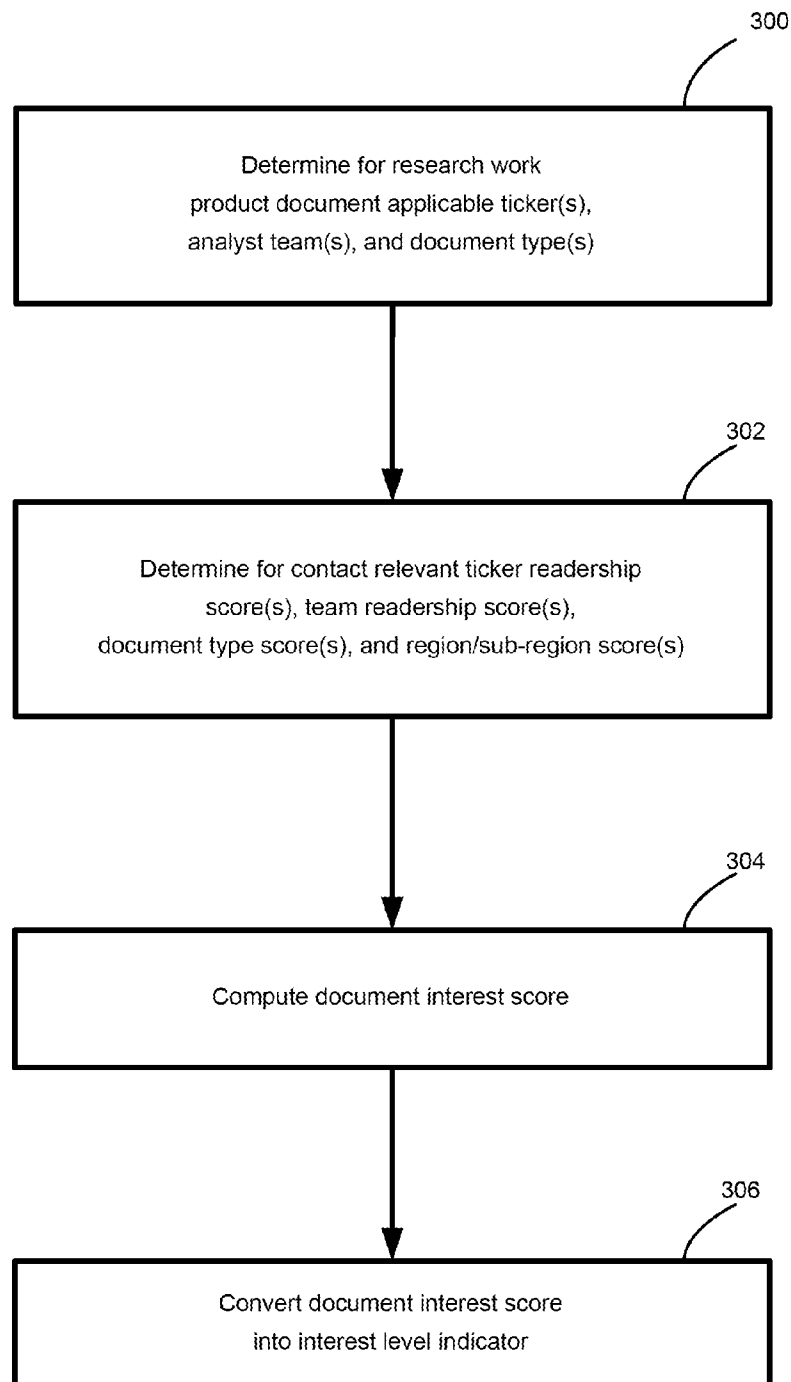 300
Determine for research work
product document applicable ticker(s),
analyst team(s), and document type(s)
302
Determine for contact relevant ticker readership
score(s), team readership score(s),
document type score(s), and region/sub-region score(s)
304
Compute document interest score
306
Convert document interest score
into interest level indicator